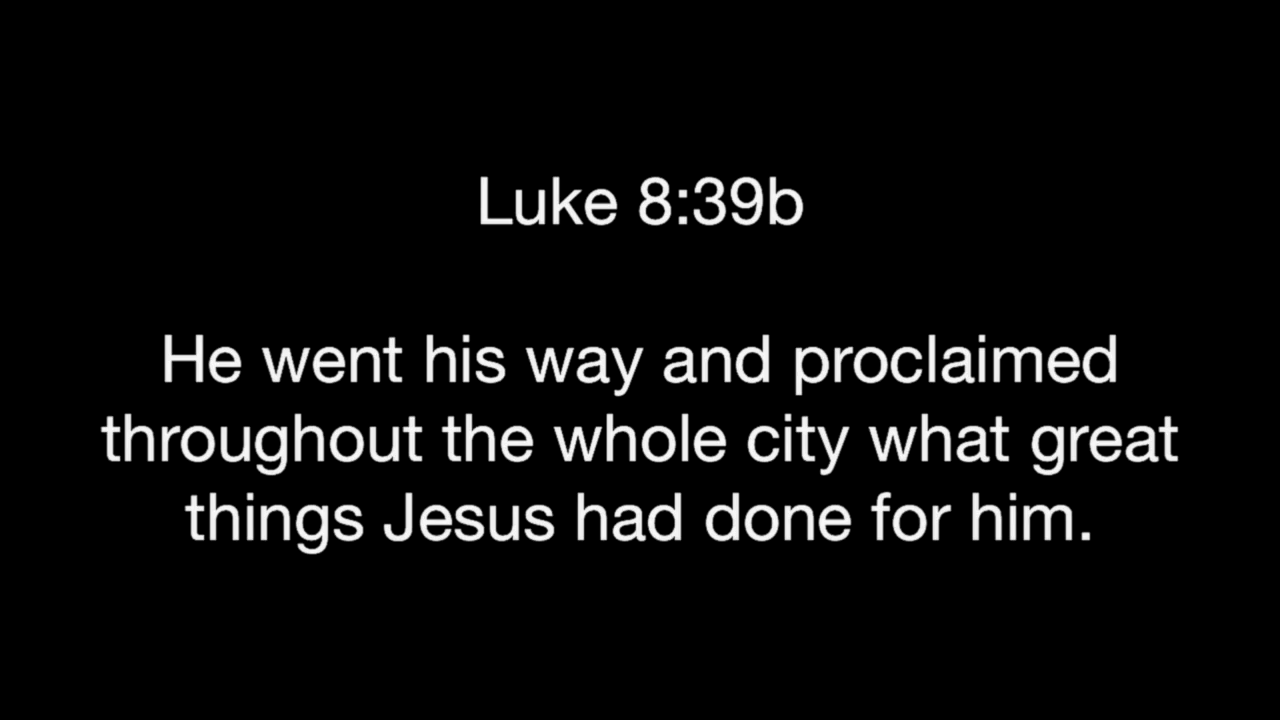 Luke 8:39b
He went his way and proclaimed
throughout the whole city what great
things Jesus had done for him.